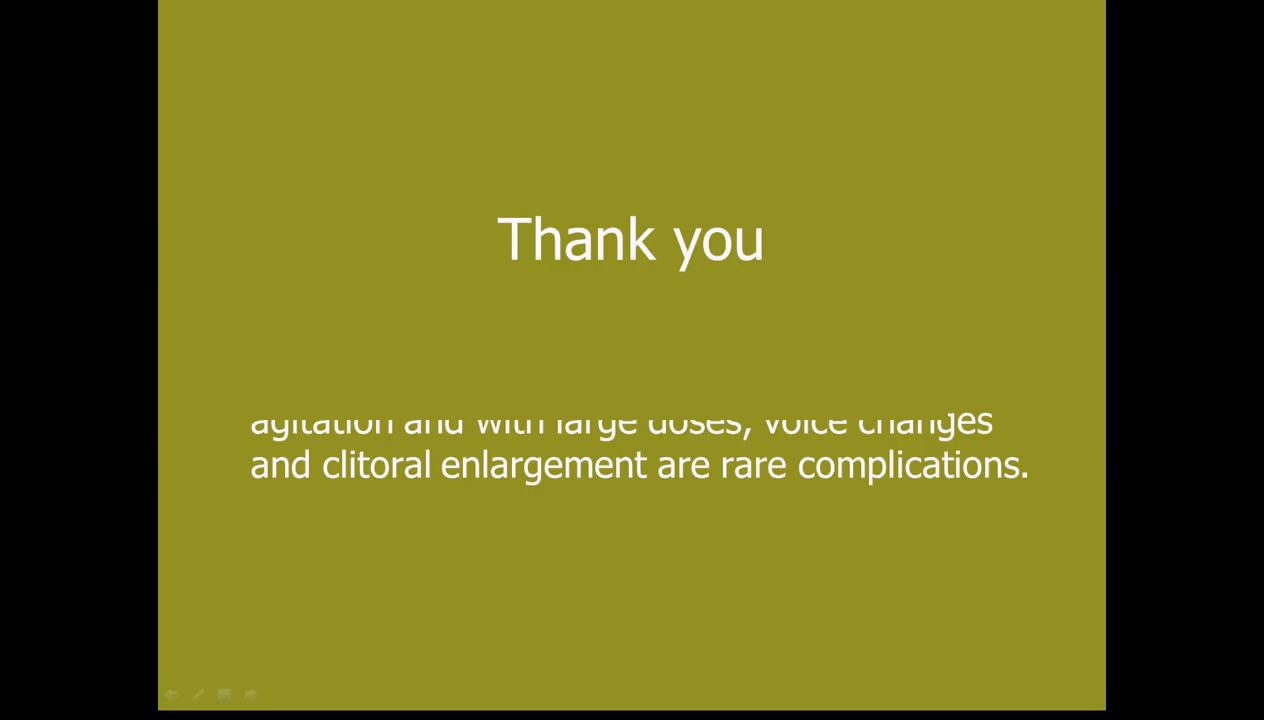 Thank you
agitation and with large doses, voice changes
and clitoral enlargement are rare complications.